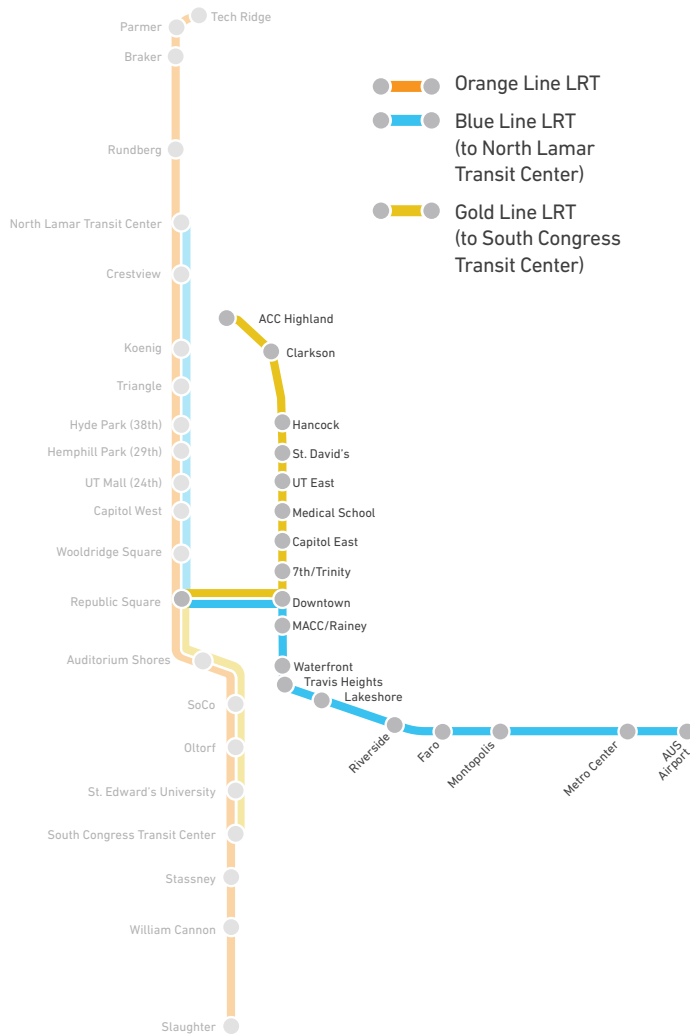 Tech Ridge
Parmer
Braker
Rundberg
North Lamar Transit Center
Crestview
Koenig
Triangle
Hyde Park (38th)
Hemphill Park (29th)
UT Mall (24th)
Capitol West
Wooldridge Square
Republic Square
Auditorium Shores
SoCo
Oltorf
St. Edward's University
South Congress Transit Center
Stassney
William Cannon
Slaughter
Orange Line LRT
Blue Line LRT
(to North Lamar
Transit Center)
Gold Line LRT
(to South Congress
Transit Center)
ACC Highland
Clarkson
Hancock
St. David's
UT East
Medical School
Capitol East
7th/Trinity
Downtown
MACC/Rainey
Waterfront
Travis Heights
Lakeshore
Riverside
Faro
Montopolis
Metro Center
AUS
Airport